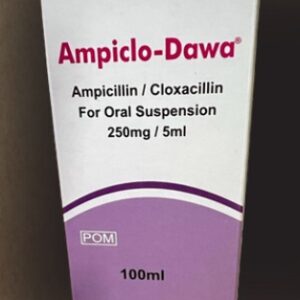 Ampiclo-Dawa®
Ampicillin / Cloxacillin
For Oral Suspension
250mg / 5ml
POM
100ml